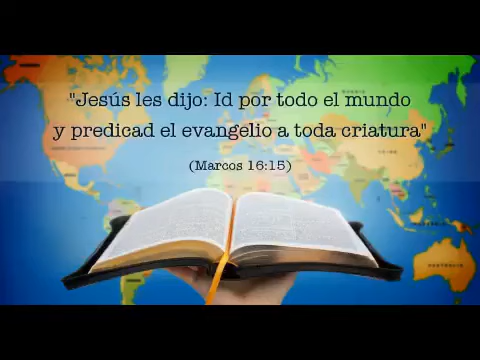 "Jesús les dijo: Id por todo el mundo
y predicad el evangelio a toda criatura"
(Marcos 16:15)